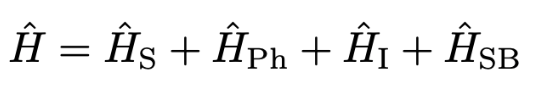 Ĥ = Ĥ_S + Ĥ_Ph + Ĥ_I + Ĥ_SB